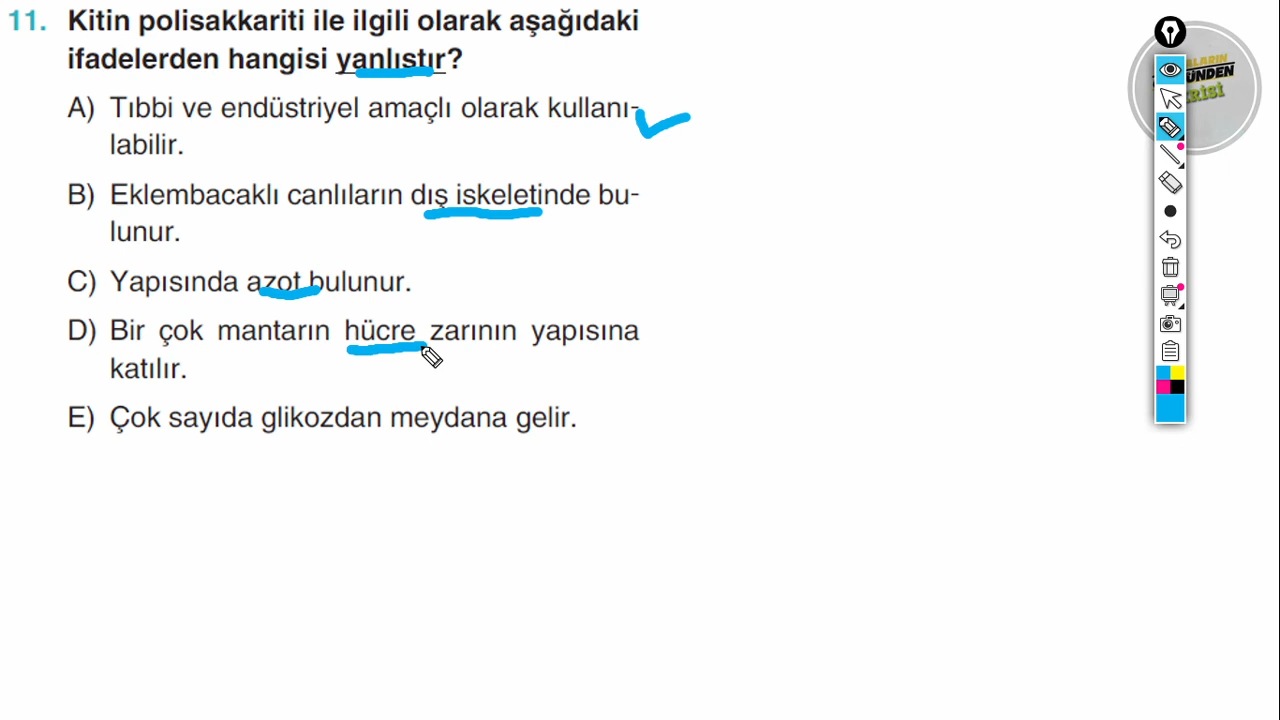 11. Kitin polisakkariti ile ilgili olarak aşağıdaki
ifadelerden hangisi yanlıştır?
A) Tıbbi ve endüstriyel amaçlı olarak kullanı-
labilir.
B) Eklembacaklı canlıların dış iskeletinde bu-
lunur.
C) Yapısında azot bulunur.
D) Bir çok mantarın hücre zarının yapısına
katılır.
E) Çok sayıda glikozdan meydana gelir.